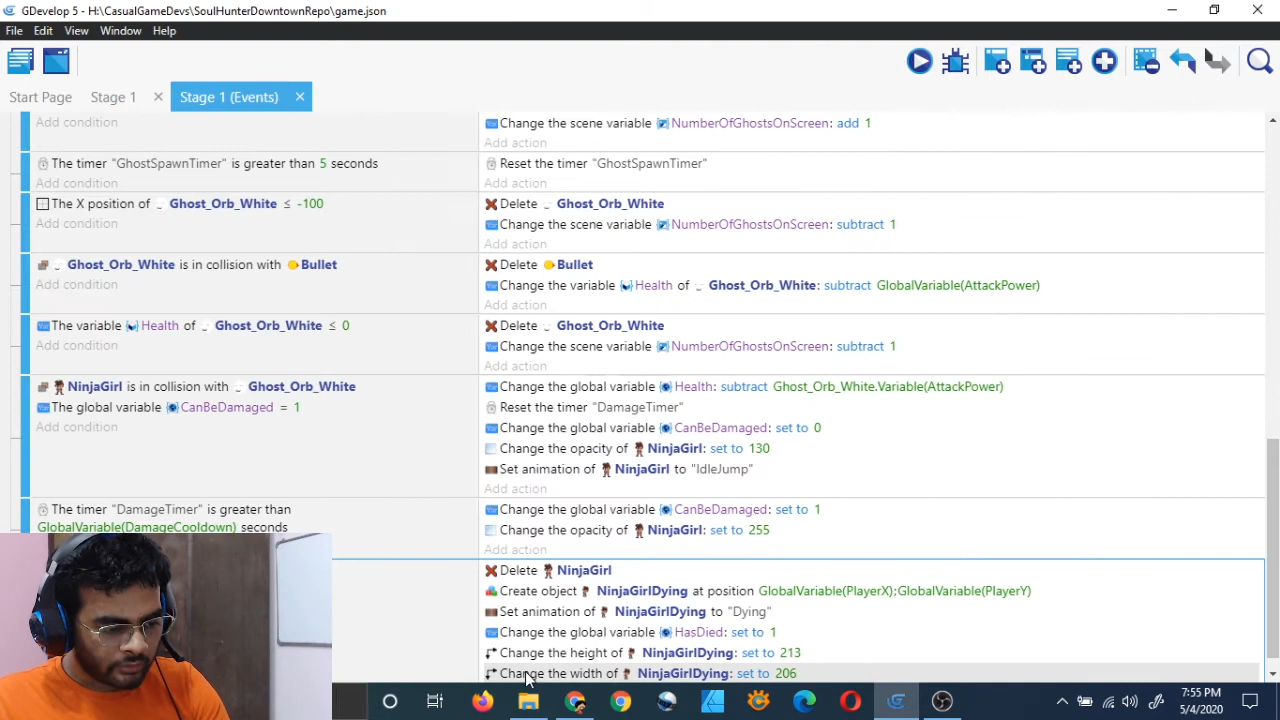 GDevelop 5 - H:\CasualGameDevs\SoulHunterDowntownRepo\game.json
File Edit View Window Help
Start Page Stage 1 × Stage 1 (Events) ×
Add condition
Change the scene variable NumberOfGhostsOnScreen: add 1
Add action
The timer "GhostSpawnTimer" is greater than 5 seconds
Add condition
Reset the timer "GhostSpawnTimer"
Add action
The X position of Ghost_Orb_White ≤ -100
Add condition
Delete Ghost_Orb_White
Change the scene variable NumberOfGhostsOnScreen: subtract 1
Add action
Ghost_Orb_White is in collision with Bullet
Add condition
Delete Bullet
Change the variable Health of Ghost_Orb_White: subtract GlobalVariable(AttackPower)
Add action
The variable Health of Ghost_Orb_White ≤ 0
Add condition
Delete Ghost_Orb_White
Change the scene variable NumberOfGhostsOnScreen: subtract 1
Add action
NinjaGirl is in collision with Ghost_Orb_White
The global variable CanBeDamaged = 1
Add condition
Change the global variable Health: subtract Ghost_Orb_White.Variable(AttackPower)
Reset the timer "DamageTimer"
Change the global variable CanBeDamaged: set to 0
Change the opacity of NinjaGirl: set to 130
Set animation of NinjaGirl to "IdleJump"
Add action
The timer "DamageTimer" is greater than
GlobalVariable(DamageCooldown) seconds
Change the global variable CanBeDamaged: set to 1
Change the opacity of NinjaGirl: set to 255
Add action
Delete NinjaGirl
Create object NinjaGirlDying at position GlobalVariable(PlayerX);GlobalVariable(PlayerY)
Set animation of NinjaGirlDying to "Dying"
Change the global variable HasDied: set to 1
Change the height of NinjaGirlDying: set to 213
Change the width of NinjaGirlDying: set to 206
7:55 PM
5/4/2020